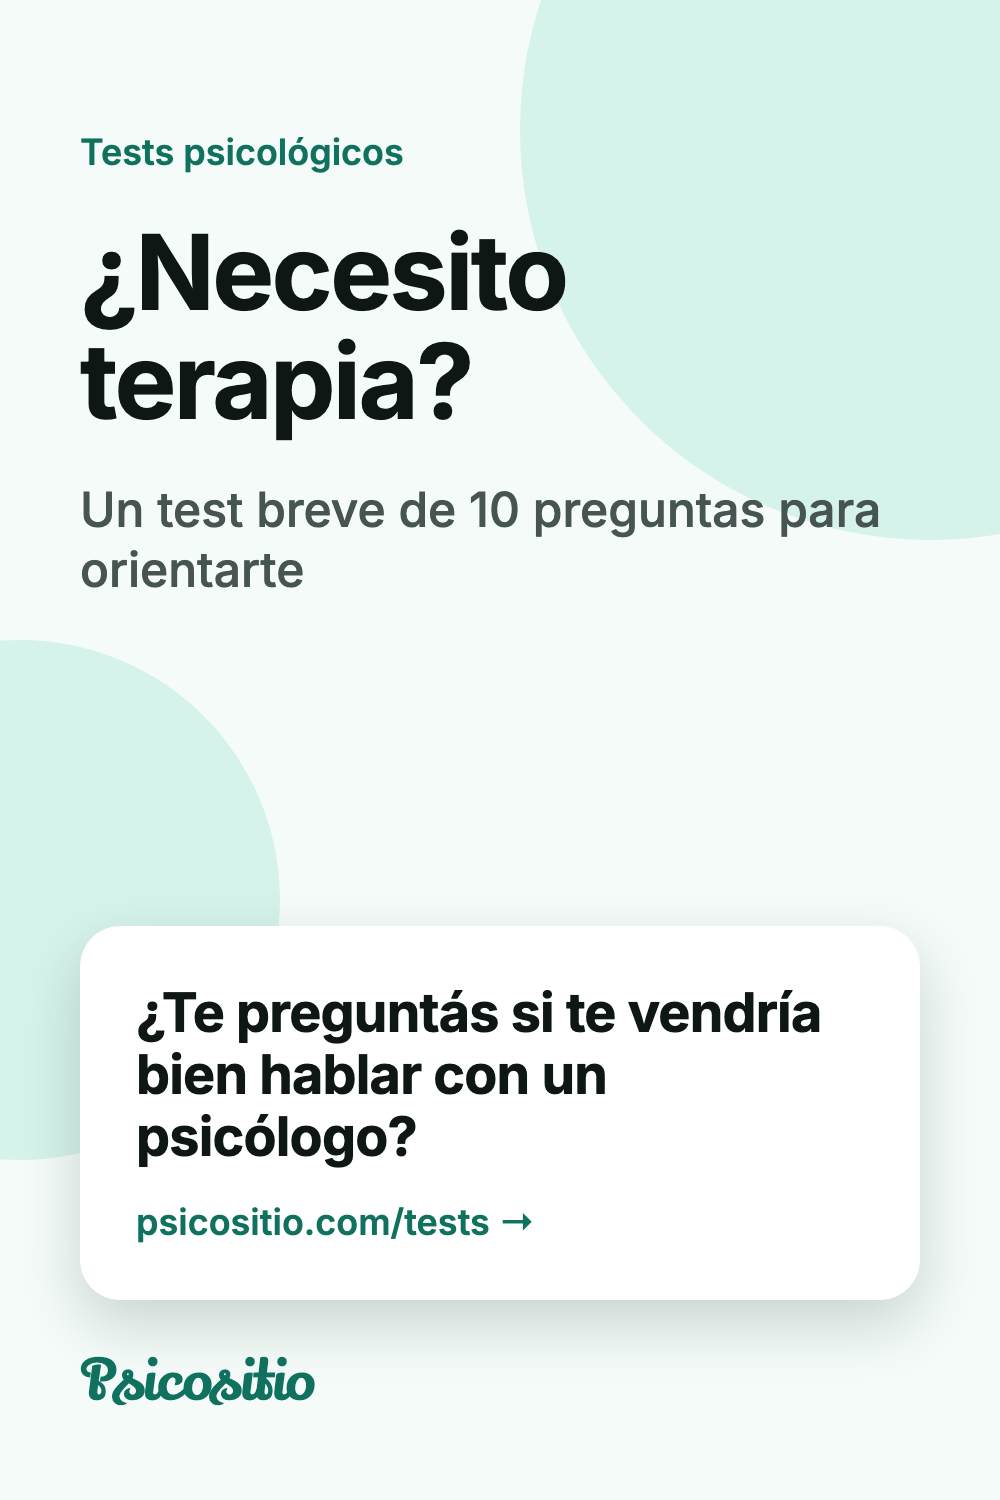 Tests psicológicos
¿Necesito
terapia?
Un test breve de 10 preguntas para
orientarte
¿Te preguntás si te vendría
bien hablar con un
psicólogo?
psicositio.com/tests →
Psicositio